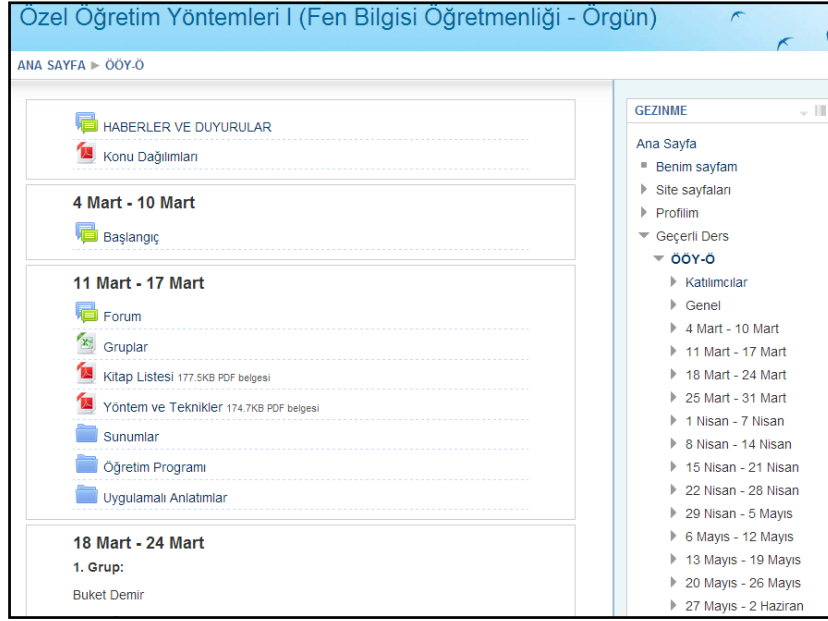 Özel Öğretim Yöntemleri I (Fen Bilgisi Öğretmenliği - Örgün)
ANA SAYFA ► ÖÖY-Ö
HABERLER VE DUYURULAR
Konu Dağılımları
4 Mart - 10 Mart
Başlangıç
11 Mart - 17 Mart
Forum
Gruplar
Kitap Listesi 177.5KB PDF belgesi
Yöntem ve Teknikler 174.7KB PDF belgesi
Sunumlar
Öğretim Programı
Uygulamalı Anlatımlar
18 Mart - 24 Mart
1. Grup:
Buket Demir
GEZINME
Ana Sayfa
Benim sayfam
Site sayfaları
Profilim
Geçerli Ders
ÖÖY-Ö
Katılımcılar
Genel
4 Mart - 10 Mart
11 Mart - 17 Mart
18 Mart - 24 Mart
25 Mart - 31 Mart
1 Nisan - 7 Nisan
8 Nisan - 14 Nisan
15 Nisan - 21 Nisan
22 Nisan - 28 Nisan
29 Nisan - 5 Mayıs
6 Mayıs - 12 Mayıs
13 Mayıs - 19 Mayıs
20 Mayıs - 26 Mayıs
27 Mayıs - 2 Haziran